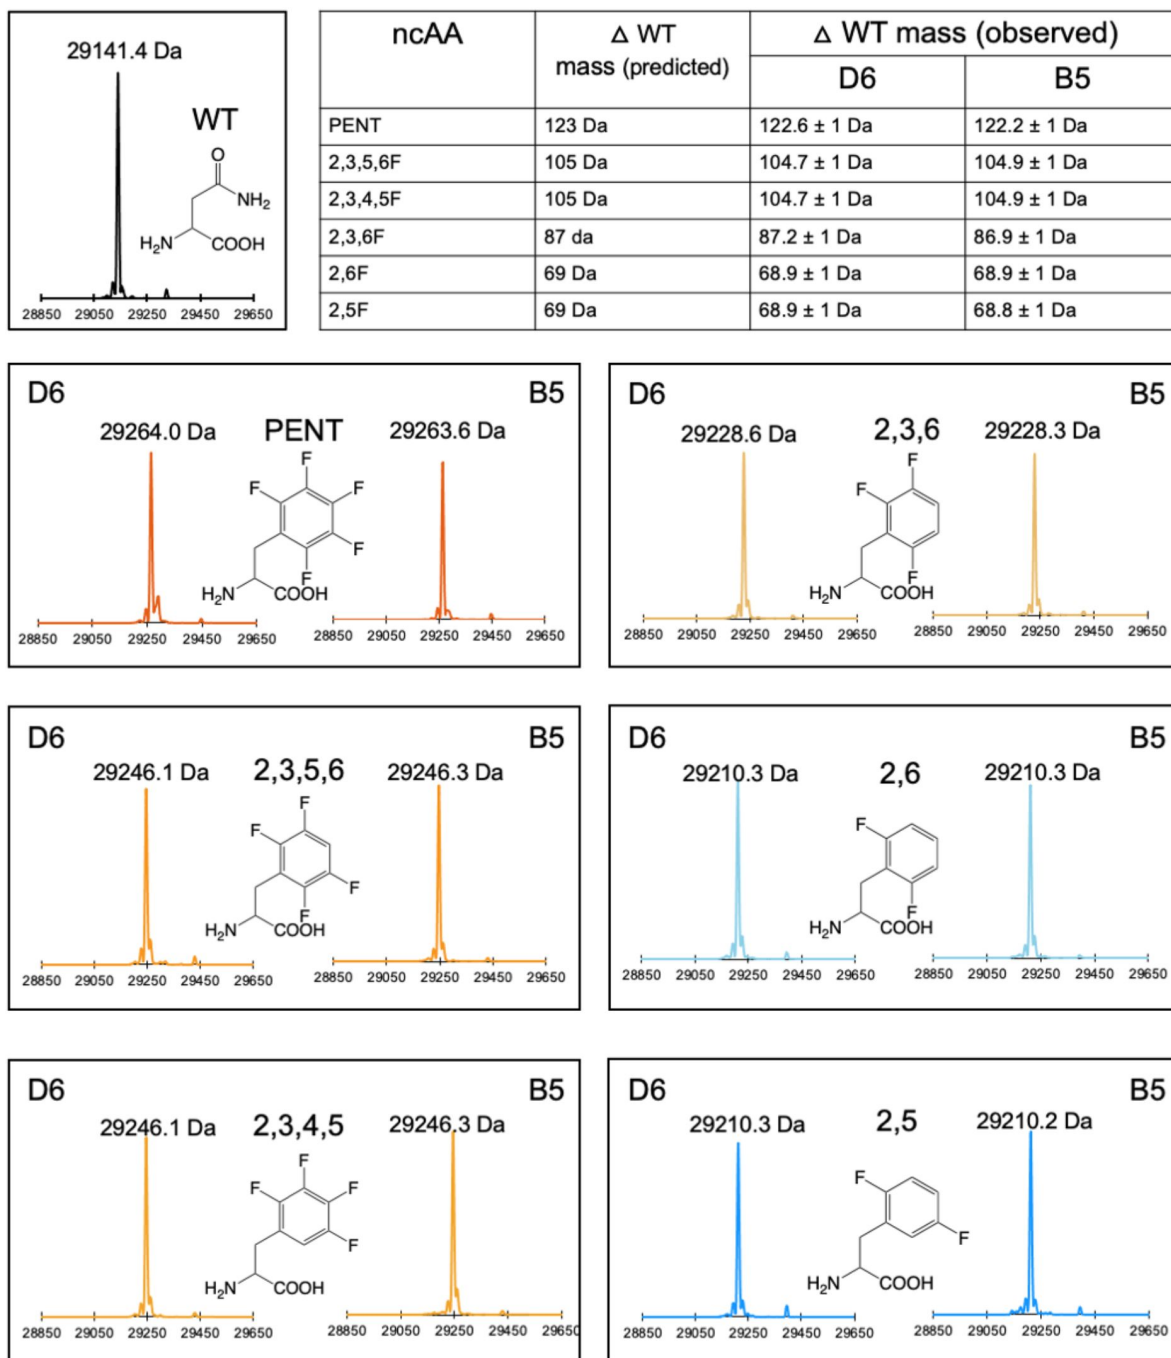 29141.4 Da
WT
O
NH₂
H₂N
COOH
28850 29050 29250 29450 29650
ncAA
Δ WT
mass (predicted)
Δ WT mass (observed)
D6 B5
PENT 123 Da 122.6 ± 1 Da 122.2 ± 1 Da
2,3,5,6F 105 Da 104.7 ± 1 Da 104.9 ± 1 Da
2,3,4,5F 105 Da 104.7 ± 1 Da 104.9 ± 1 Da
2,3,6F 87 da 87.2 ± 1 Da 86.9 ± 1 Da
2,6F 69 Da 68.9 ± 1 Da 68.9 ± 1 Da
2,5F 69 Da 68.9 ± 1 Da 68.8 ± 1 Da
D6 B5
29264.0 Da PENT 29263.6 Da
F
F F
F
F
H₂N COOH
28850 29050 29250 29450 29650 28850 29050 29250 29450 29650
D6 B5
29228.6 Da 2,3,6 29228.3 Da
F
F
F
H₂N COOH
28850 29050 29250 29450 29650 28850 29050 29250 29450 29650
D6 B5
29246.1 Da 2,3,5,6 29246.3 Da
F
F
F
F
H₂N COOH
28850 29050 29250 29450 29650 28850 29050 29250 29450 29650
D6 B5
29210.3 Da 2,6 29210.3 Da
F
F
H₂N COOH
28850 29050 29250 29450 29650 28850 29050 29250 29450 29650
D6 B5
29246.1 Da 2,3,4,5 29246.3 Da
F
F F
F
H₂N COOH
28850 29050 29250 29450 29650 28850 29050 29250 29450 29650
D6 B5
29210.3 Da 2,5 29210.2 Da
F
F
H₂N COOH
28850 29050 29250 29450 29650 28850 29050 29250 29450 29650